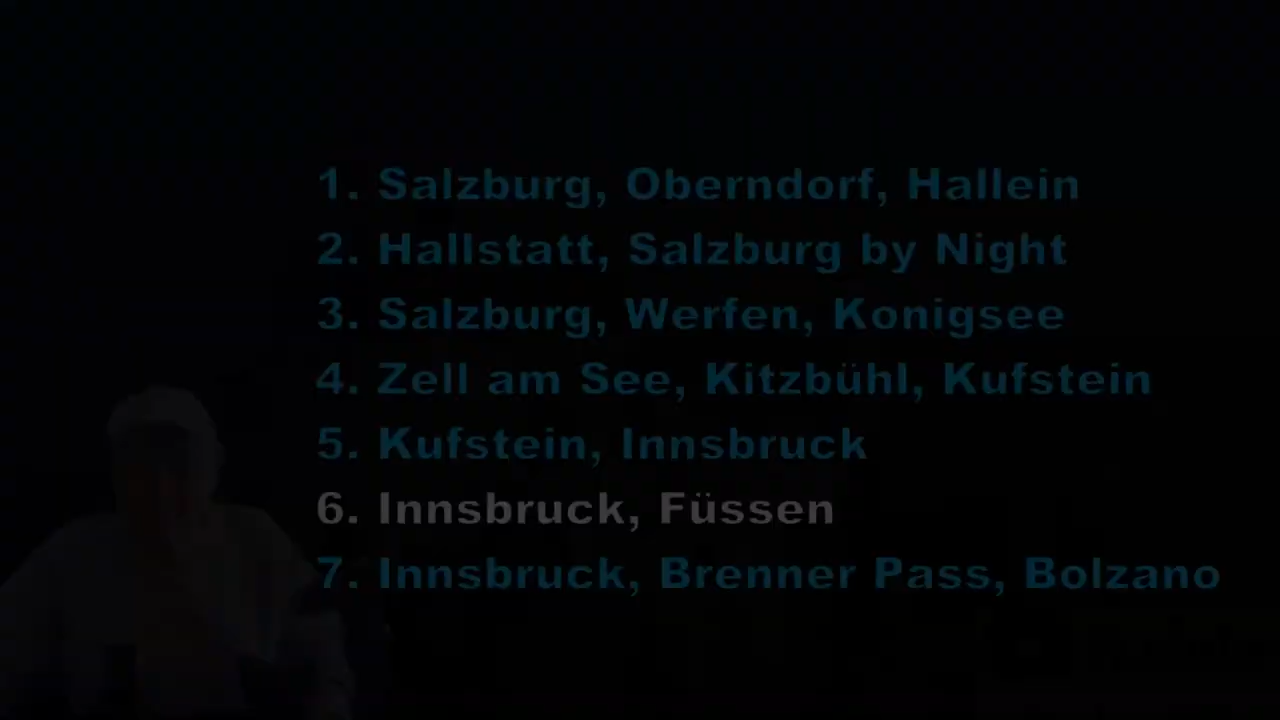 1. Salzburg, Oberndorf, Hallein
2. Hallstatt, Salzburg by Night
3. Salzburg, Werfen, Konigsee
4. Zell am See, Kitzbühl, Kufstein
5. Kufstein, Innsbruck
6. Innsbruck, Füssen
7. Innsbruck, Brenner Pass, Bolzano